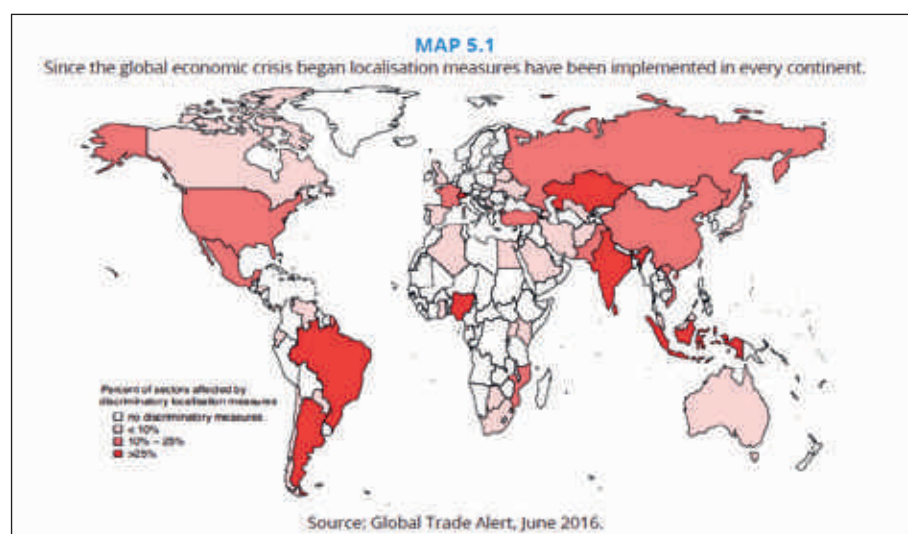 MAP 5.1
Since the global economic crisis began localisation measures have been implemented in every continent.
Percent of sectors affected by
discriminatory localisation measures
no discriminatory measures
< 10%
10% – 25%
>25%
Source: Global Trade Alert, June 2016.